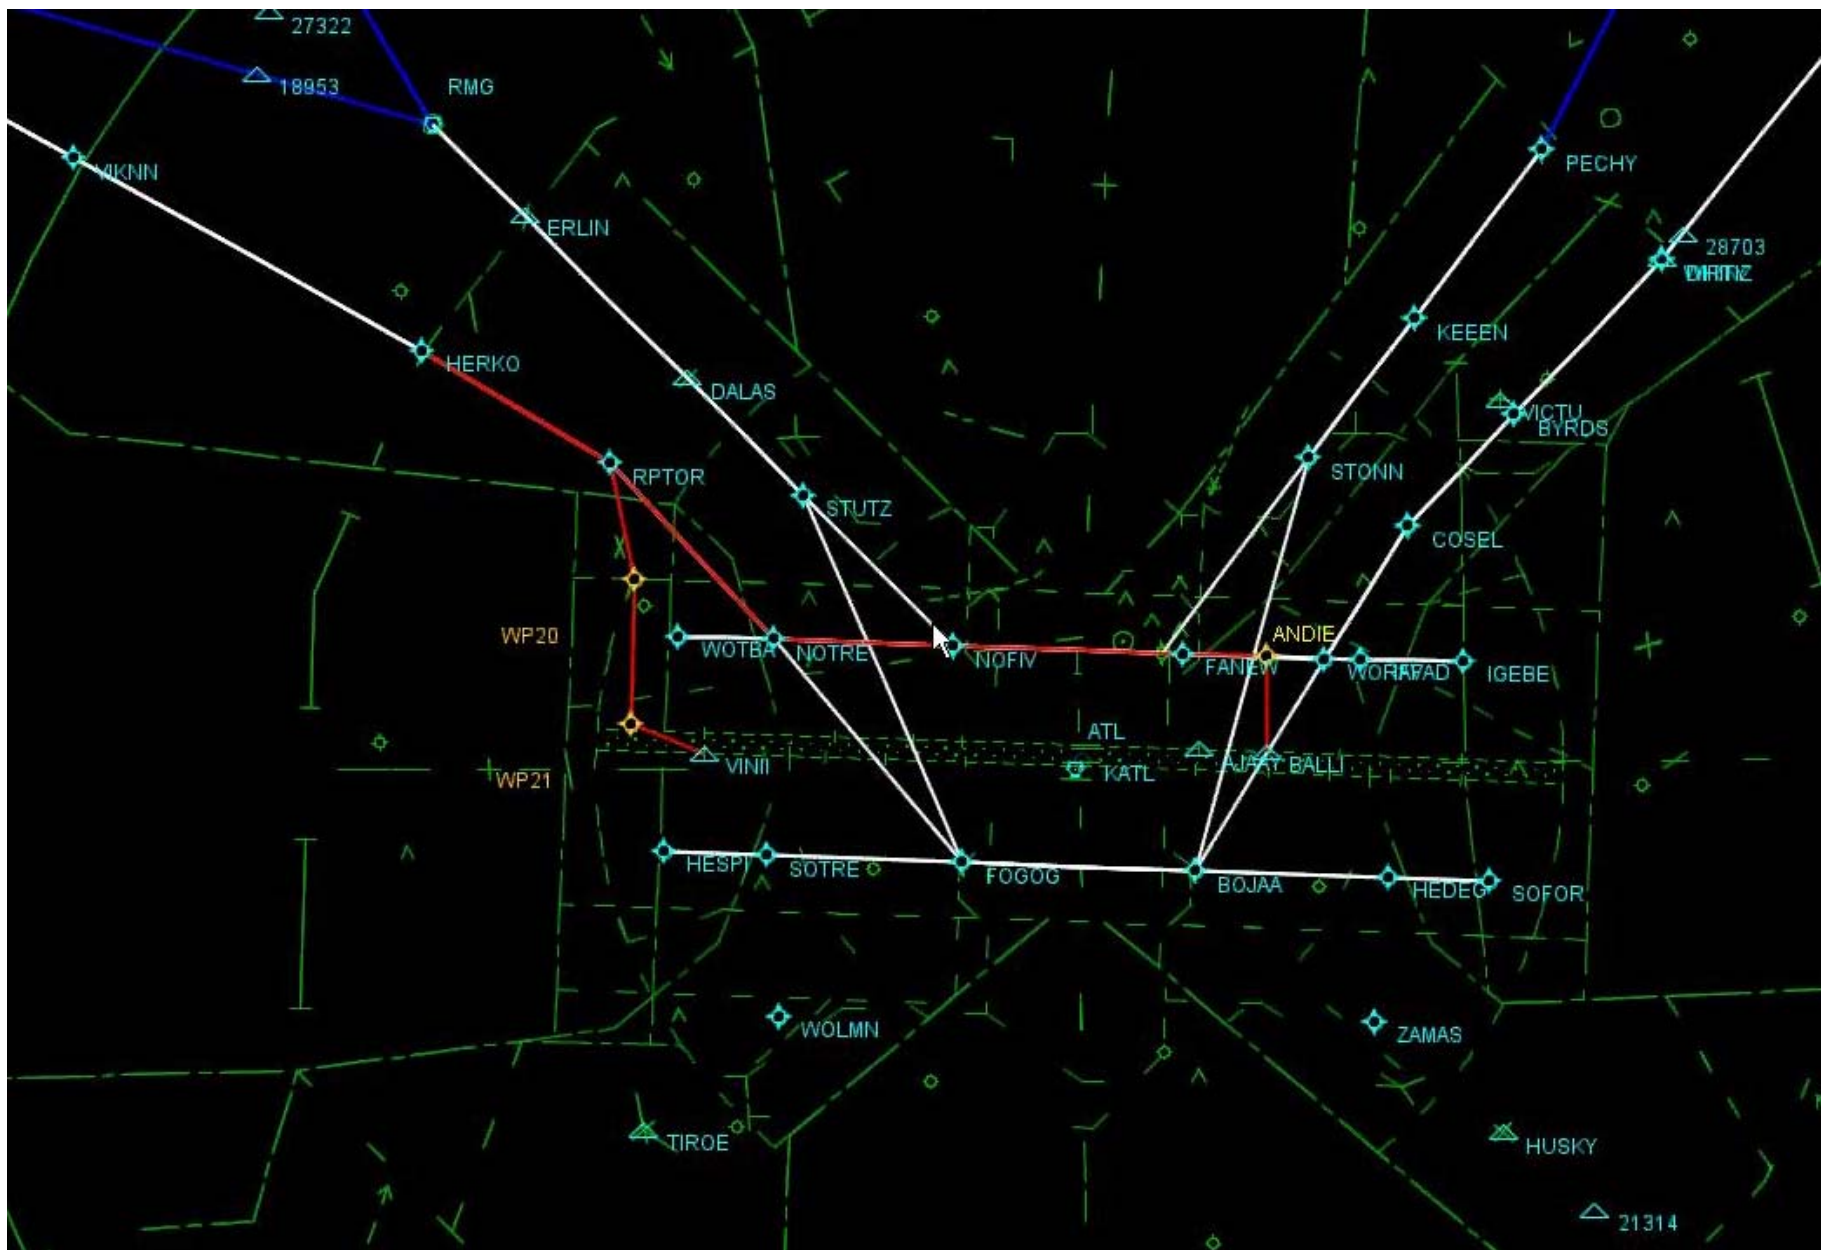 27322
18953
RMG
VIKNN
PECHY
ERLIN
28703
KEEEN
HERKO
DALAS
VICTU
BYRDS
RPTOR
STONN
STUTZ
COSEL
WP20
ANDIE
WOTBA
NOTRE
NOFIV
FANEW
IGEBE
ATL
VINII
KATL
AJAAY
BALLI
WP21
HESPI
SOTRE
FOGOG
BOJAA
HEDEG
SOFOR
WOLMN
ZAMAS
TIROE
HUSKY
21314